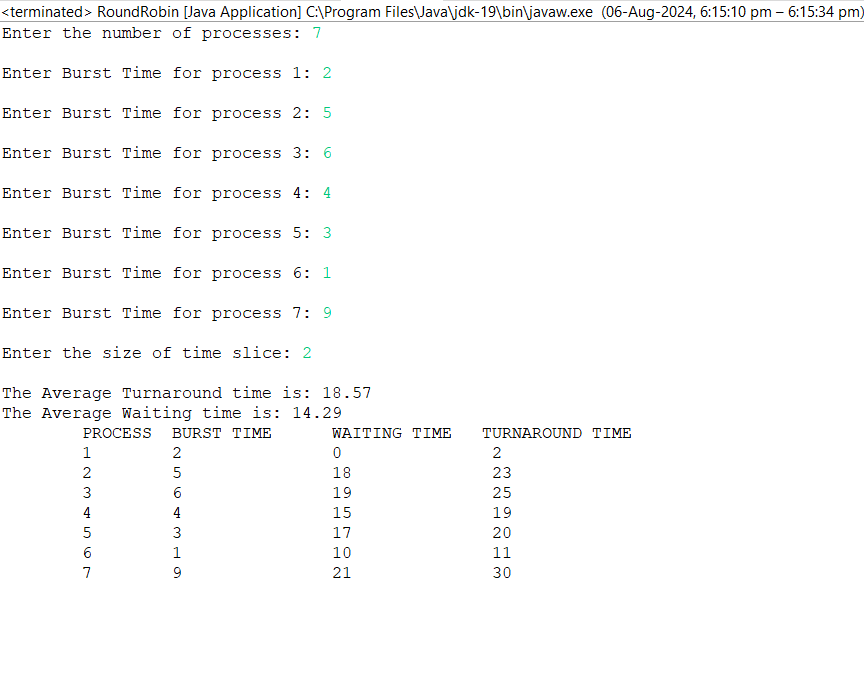 <terminated> RoundRobin [Java Application] C:\Program Files\Java\jdk-19\bin\javaw.exe (06-Aug-2024, 6:15:10 pm – 6:15:34 pm)
Enter the number of processes: 7
Enter Burst Time for process 1: 2
Enter Burst Time for process 2: 5
Enter Burst Time for process 3: 6
Enter Burst Time for process 4: 4
Enter Burst Time for process 5: 3
Enter Burst Time for process 6: 1
Enter Burst Time for process 7: 9
Enter the size of time slice: 2
The Average Turnaround time is: 18.57
The Average Waiting time is: 14.29
PROCESS BURST TIME WAITING TIME TURNAROUND TIME
1 2 0 2
2 5 18 23
3 6 19 25
4 4 15 19
5 3 17 20
6 1 10 11
7 9 21 30